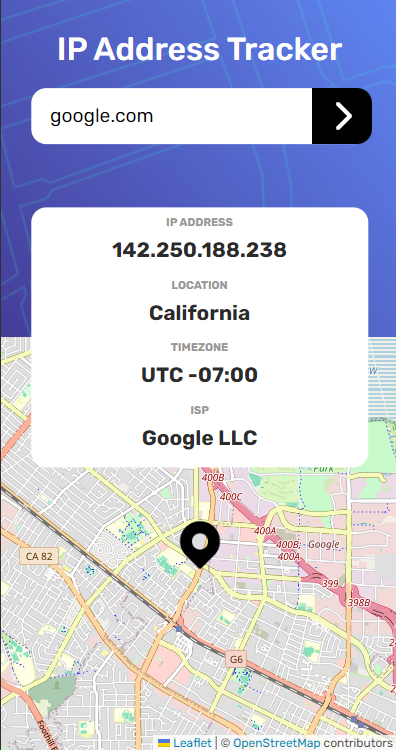 IP Address Tracker
google.com
IP ADDRESS
142.250.188.238
LOCATION
California
TIMEZONE
UTC -07:00
ISP
Google LLC
W
Park
400B
400C
400A
400B; Google
400A
CA 82
399
398B
G6
Foothill E
Leaflet | © OpenStreetMap contributors